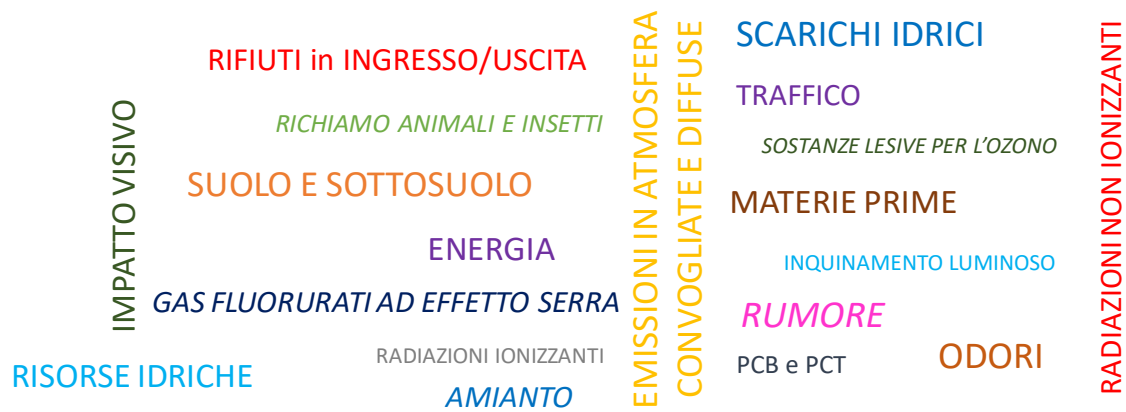 RIFIUTI in INGRESSO/USCITA
RICHIAMO ANIMALI E INSETTI
IMPATTO VISIVO
SUOLO E SOTTOSUOLO
ENERGIA
GAS FLUORURATI AD EFFETTO SERRA
RADIAZIONI IONIZZANTI
RISORSE IDRICHE
AMIANTO
EMISSIONI IN ATMOSFERA
CONVOGLIATE E DIFFUSE
SCARICHI IDRICI
TRAFFICO
SOSTANZE LESIVE PER L’OZONO
MATERIE PRIME
INQUINAMENTO LUMINOSO
RUMORE
PCB e PCT
ODORI
RADIAZIONI NON IONIZZANTI